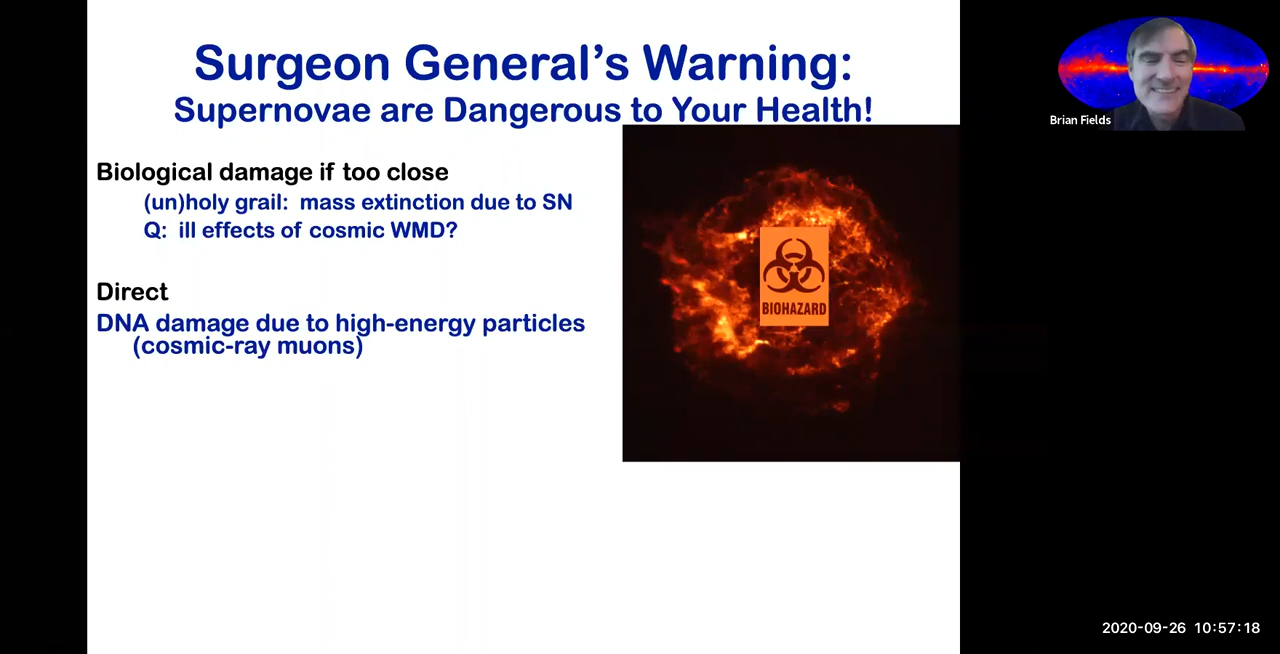 Surgeon General’s Warning:
Supernovae are Dangerous to Your Health!
Brian Fields
Biological damage if too close
(un)holy grail: mass extinction due to SN
Q: ill effects of cosmic WMD?
Direct
DNA damage due to high-energy particles
(cosmic-ray muons)
BIOHAZARD
2020-09-26 10:57:18